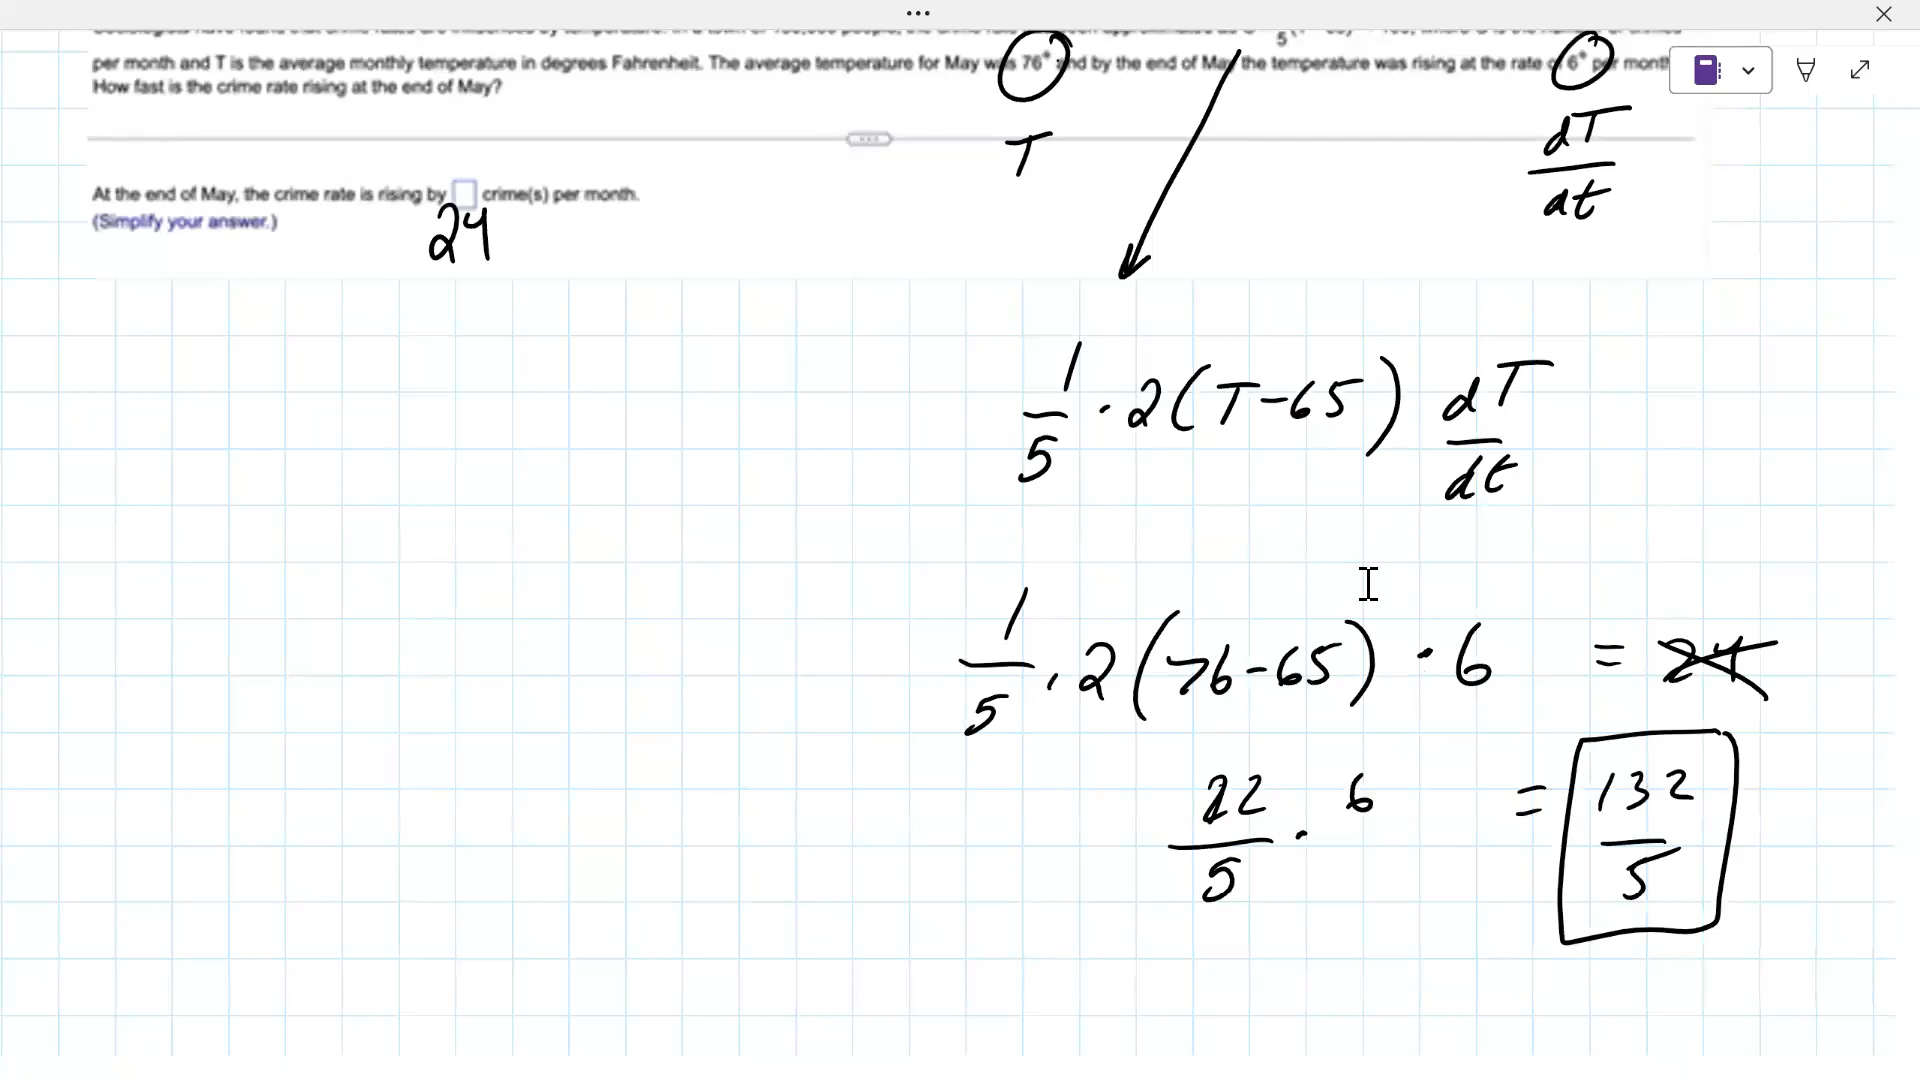 per month and T is the average monthly temperature in degrees Fahrenheit. The average temperature for May was 76° and by the end of May the temperature was rising at the rate of 6° per month
How fast is the crime rate rising at the end of May?
T
dT
dt
At the end of May, the crime rate is rising by crime(s) per month.
(Simplify your answer.)
24
1/5 · 2(T-65) dT/dt
1/5 · 2(76-65) · 6 = 24
22/5 · 6 = 132/5